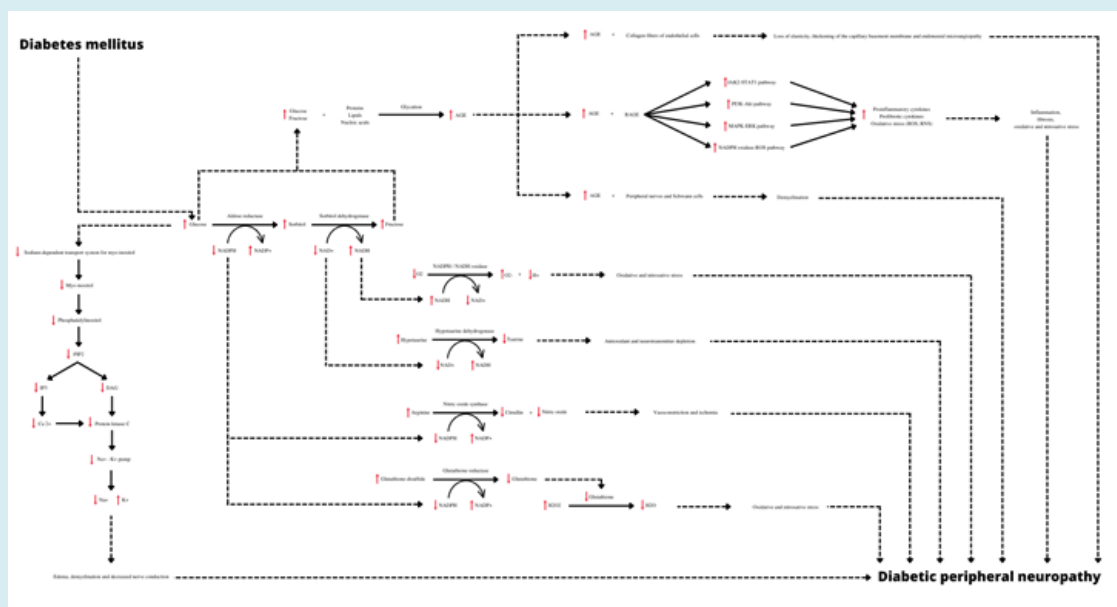 Diabetes mellitus
AGE + Collagen fibers of endothelial cells
Loss of elasticity, thickening of the capillary basement membrane and endoneural microangiopathy
Glucose
Fructose
+
Proteins
Lipids
Nucleic acids
Glycation
AGE
AGE + RAGE
JAK2-STAT1 pathway
PI3K-Akt pathway
MAPK-ERK pathway
NADPH oxidase-ROS pathway
Proinflammatory cytokines
Profibrotic cytokines
Oxidative stress (ROS, RNS)
Inflammation,
fibrosis,
oxidative and nitrosative stress
AGE + Peripheral nerves and Schwann cells
Demyelination
Glucose
Aldose reductase
Sorbitol
Sorbitol dehydrogenase
Fructose
NADPH
NADP+
NAD+
NADH
Sodium-dependent transport system for myo-inositol
Myo-inositol
Phosphatidylinositol
PIP2
IP3
DAG
Ca 2+
Protein kinase C
Na+ - K+ pump
Na+
K+
Edema, demyelination and decreased nerve conduction
O2
NADPH / NADH oxidase
+
NADH
NAD+
Oxidative and nitrosative stress
Hypotaurine
Hypotaurine dehydrogenase
Taurine
NAD+
NADH
Antioxidant and neurotransmitter depletion
Arginine
Nitric oxide synthase
+ Nitric oxide
NADPH
NADP+
Vasoconstriction and ischemia
Glutathione disulfide
Glutathione reductase
Glutathione
NADPH
NADP+
Glutathione
H2O2
H2O
Oxidative and nitrosative stress
Diabetic peripheral neuropathy